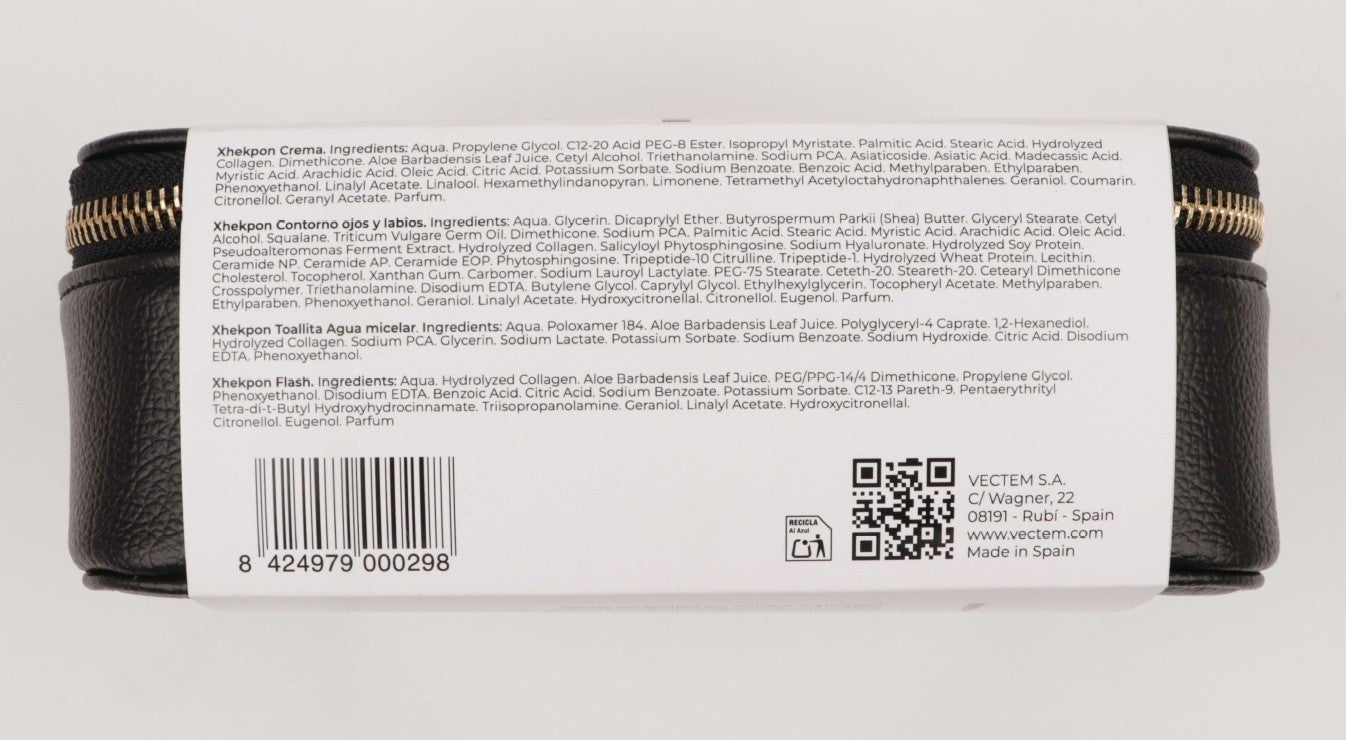 Xhekpon Crema. Ingredients: Aqua. Propylene Glycol. C12-20 Acid PEG-8 Ester. Isopropyl Myristate. Palmitic Acid. Stearic Acid. Hydrolyzed
Collagen. Dimethicone. Aloe Barbadensis Leaf Juice. Cetyl Alcohol. Triethanolamine. Sodium PCA. Asiaticoside. Asiatic Acid. Madecassic Acid.
Myristic Acid. Arachidic Acid. Oleic Acid. Citric Acid. Potassium Sorbate. Sodium Benzoate. Benzoic Acid. Methylparaben. Ethylparaben.
Phenoxyethanol. Linalyl Acetate. Linalool. Hexamethylindanopyran. Limonene. Tetramethyl Acetyloctahydronaphthalenes. Geraniol. Coumarin.
Citronellol. Geranyl Acetate. Parfum.
Xhekpon Contorno ojos y labios. Ingredients: Aqua. Glycerin. Dicaprylyl Ether. Butyrospermum Parkii (Shea) Butter. Glyceryl Stearate. Cetyl
Alcohol. Squalane. Triticum Vulgare Germ Oil. Dimethicone. Sodium PCA. Palmitic Acid. Stearic Acid. Myristic Acid. Arachidic Acid. Oleic Acid.
Pseudoalteromonas Ferment Extract. Hydrolyzed Collagen. Salicyloyl Phytosphingosine. Sodium Hyaluronate. Hydrolyzed Soy Protein.
Ceramide NP. Ceramide AP. Ceramide EOP. Phytosphingosine. Tripeptide-10 Citrulline. Tripeptide-1. Hydrolyzed Wheat Protein. Lecithin.
Cholesterol. Tocopherol. Xanthan Gum. Carbomer. Sodium Lauroyl Lactylate. PEG-75 Stearate. Ceteth-20. Steareth-20. Cetearyl Dimethicone
Crosspolymer. Triethanolamine. Disodium EDTA. Butylene Glycol. Caprylyl Glycol. Ethylhexylglycerin. Tocopheryl Acetate. Methylparaben.
Ethylparaben. Phenoxyethanol. Geraniol. Linalyl Acetate. Hydroxycitronellal. Citronellol. Eugenol. Parfum.
Xhekpon Toallita Agua micelar. Ingredients: Aqua. Poloxamer 184. Aloe Barbadensis Leaf Juice. Polyglyceryl-4 Caprate. 1,2-Hexanediol.
Hydrolyzed Collagen. Sodium PCA. Glycerin. Sodium Lactate. Potassium Sorbate. Sodium Benzoate. Sodium Hydroxide. Citric Acid. Disodium
EDTA. Phenoxyethanol.
Xhekpon Flash. Ingredients: Aqua. Hydrolyzed Collagen. Aloe Barbadensis Leaf Juice. PEG/PPG-14/4 Dimethicone. Propylene Glycol.
Phenoxyethanol. Disodium EDTA. Benzoic Acid. Citric Acid. Sodium Benzoate. Potassium Sorbate. C12-13 Pareth-9. Pentaerythrityl
Tetra-di-t-Butyl Hydroxyhydrocinnamate. Triisopropanolamine. Geraniol. Linalyl Acetate. Hydroxycitronellal.
Citronellol. Eugenol. Parfum
8 424979 000298
RECICLA
Al Azul
VECTEM S.A.
C/ Wagner, 22
08191 - Rubí - Spain
www.vectem.com
Made in Spain